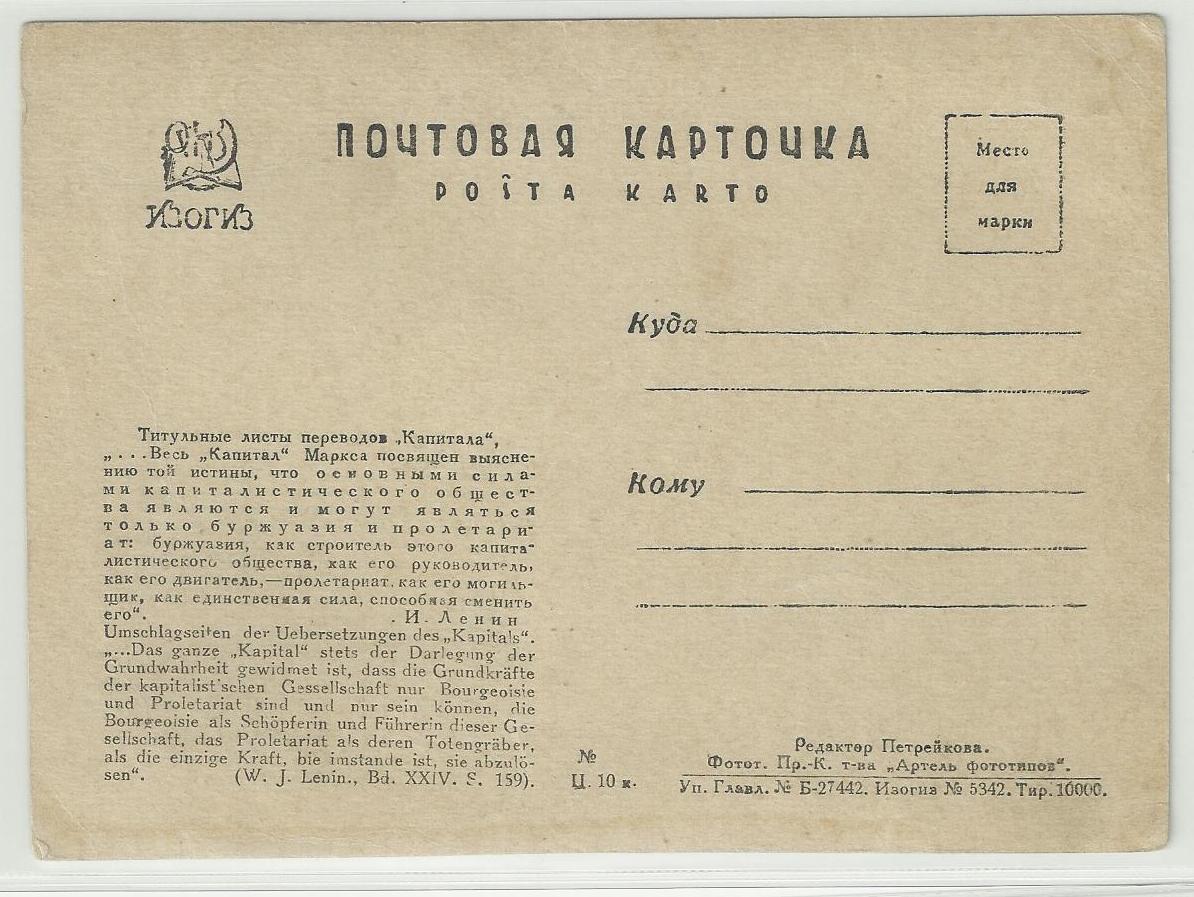 ИЗОГИЗ
ПОЧТОВАЯ КАРТОЧКА
POŜTA KARTO
Место
для
марки
Куда
Кому
Титульные листы переводов „Капитала“,
„...Весь „Капитал“ Маркса посвящен выясне-
нию той истины, что основными сила-
ми капиталистического общест-
ва являются и могут являться
только буржуазия и пролетари-
ат: буржуазия, как строитель этого капита-
листического общества, как его руководитель,
как его двигатель,—пролетариат, как его могиль-
щик, как единственная сила, способная сменить
его“. . И. Ленин
Umschlagseiten der Uebersetzungen des „Kapitals“.
„...Das ganze „Kapital“ stets der Darlegung der
Grundwahrheit gewidmet ist, dass die Grundkräfte
der kapitalist'schen Gessellschaft nur Bourgeoisie
und Proletariat sind und nur sein können, die
Bourgeoisie als Schöpferin und Führerin dieser Ge-
sellschaft, das Proletariat als deren Totengräber,
als die einzige Kraft, bie imstande ist, sie abzulö-
sen“. (W. J. Lenin., Bd. XXIV. S. 159).
№
Ц. 10 к.
Редактор Петрейкова.
Фотот. Пр.-К. т-ва „Артель фототипов“.
Уп. Главл. № Б-27442. Изогиз № 5342. Тир. 10000.